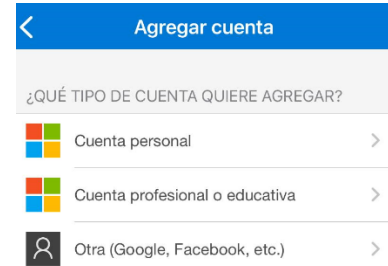 Agregar cuenta
¿QUÉ TIPO DE CUENTA QUIERE AGREGAR?
Cuenta personal
Cuenta profesional o educativa
Otra (Google, Facebook, etc.)